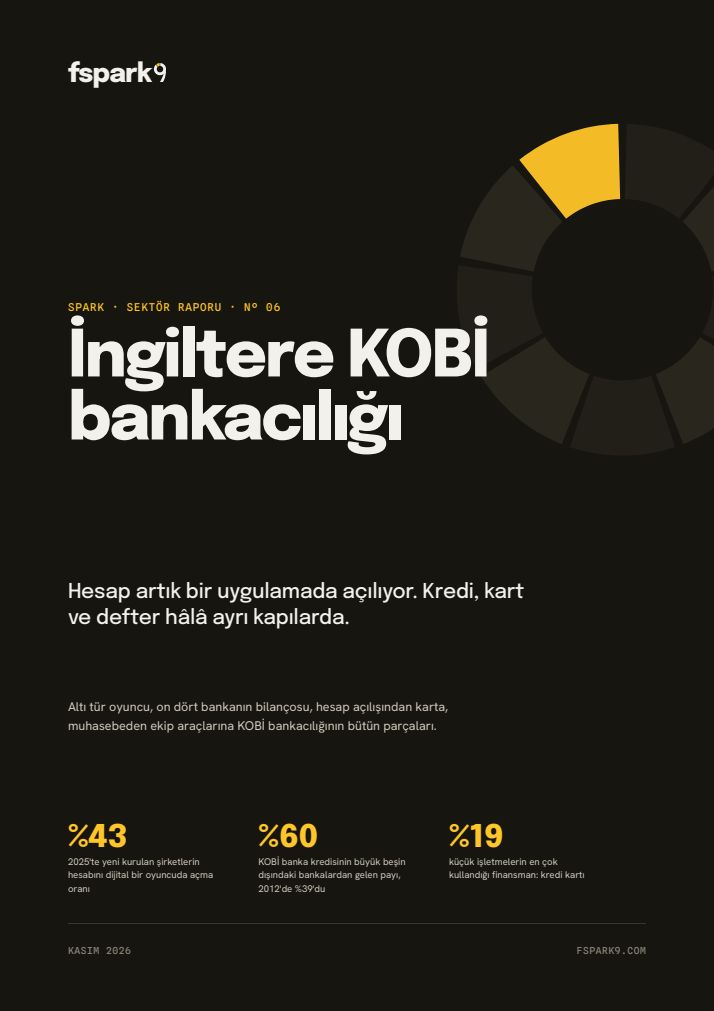 fspark9
SPARK · SEKTÖR RAPORU · Nº 06
İngiltere KOBİ
bankacılığı
Hesap artık bir uygulamada açılıyor. Kredi, kart
ve defter hâlâ ayrı kapılarda.
Altı tür oyuncu, on dört bankanın bilançosu, hesap açılışından karta,
muhasebeden ekip araçlarına KOBİ bankacılığının bütün parçaları.
%43
2025'te yeni kurulan şirketlerin
hesabını dijital bir oyuncuda açma
oranı
%60
KOBİ banka kredisinin büyük beşin
dışındaki bankalardan gelen payı,
2012'de %39'du
%19
küçük işletmelerin en çok
kullandığı finansman: kredi kartı
KASIM 2026
FSPARK9.COM